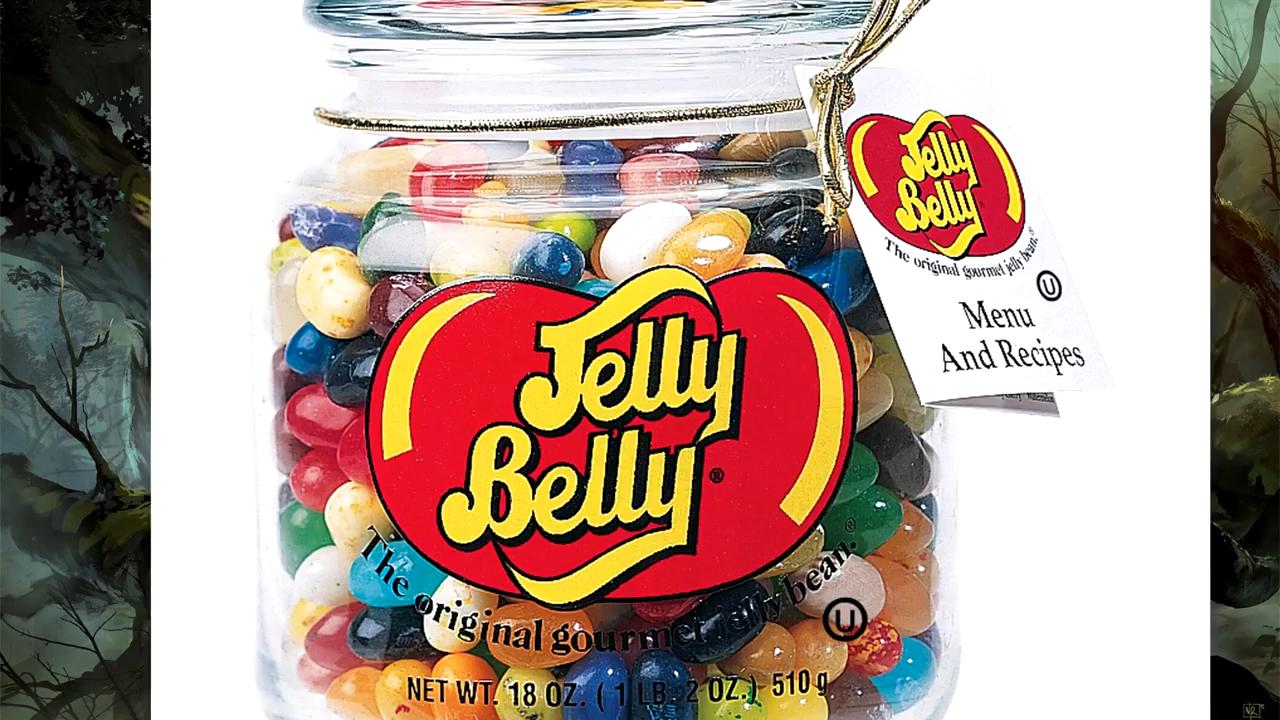 Jelly
Belly®
The original gourmet jelly bean.®
U
Menu
And Recipes
Jelly
Belly®
The original gourmet jelly bean.®
U
NET WT. 18 OZ. ( 1 LB. 2 OZ.) 510 g